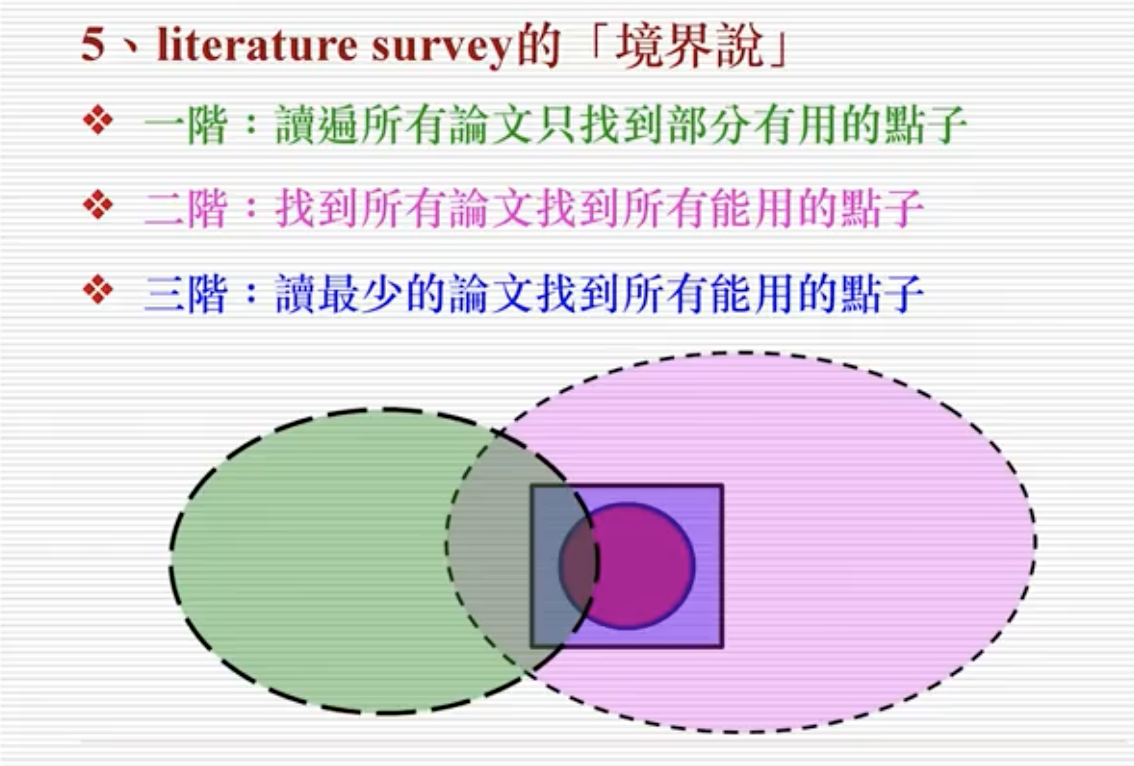 5、literature survey的「境界說」
一階：讀遍所有論文只找到部分有用的點子
二階：找到所有論文找到所有能用的點子
三階：讀最少的論文找到所有能用的點子